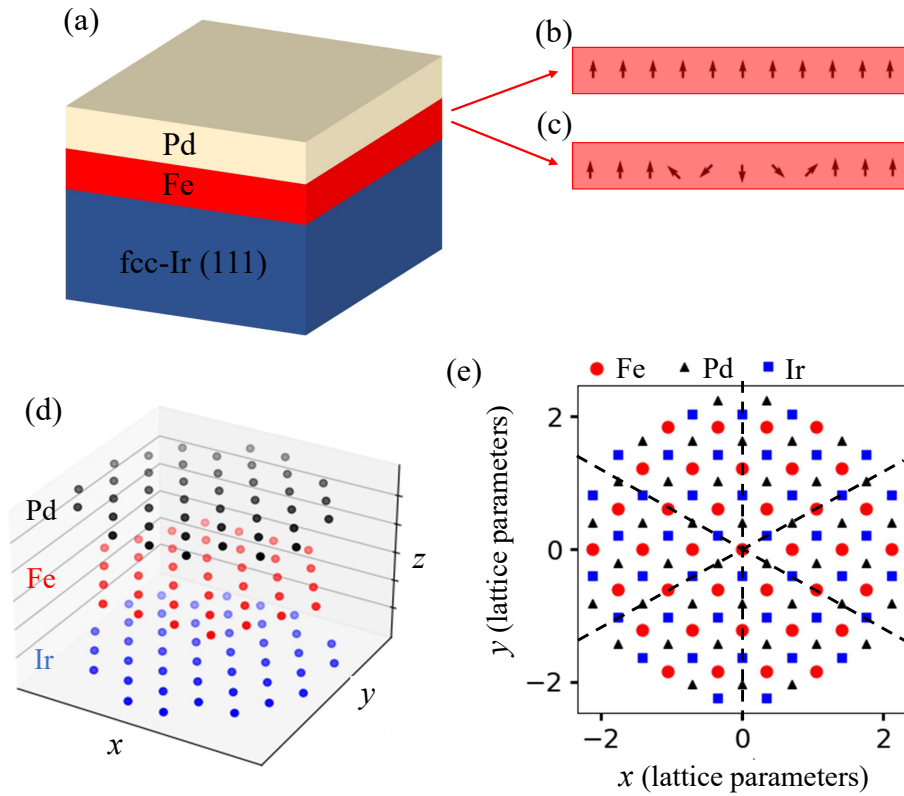 (a)
Pd
Fe
fcc-Ir (111)
(b)
(c)
(d)
Pd
Fe
Ir
x
y
z
(e)
Fe Pd Ir
2
0
−2
y (lattice parameters)
−2 0 2
x (lattice parameters)